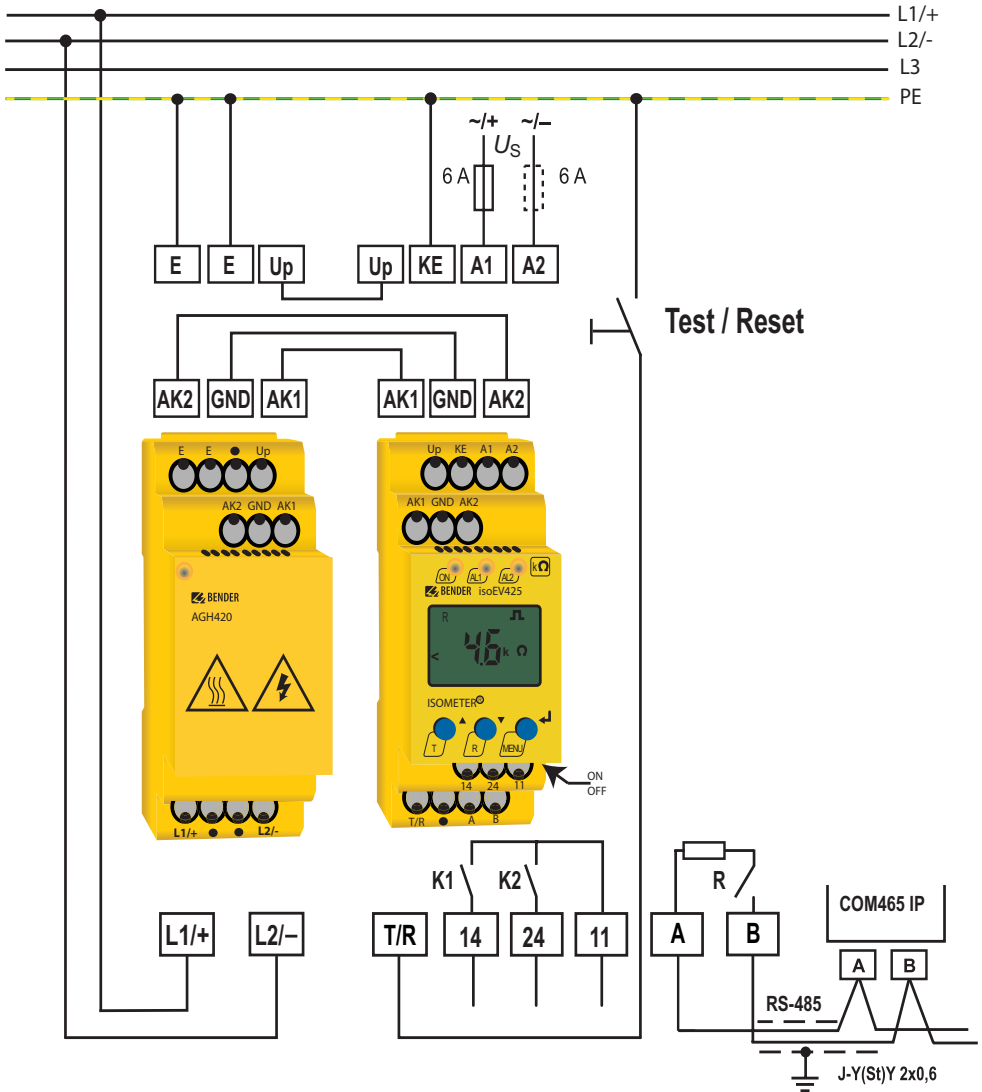 L1/+
L2/-
L3
PE
~/+ ~/–
US
6 A 6 A
E E Up Up KE A1 A2
Test / Reset
AK2 GND AK1 AK1 GND AK2
E E Up
AK2 GND AK1
BENDER
AGH420
L1/+ L2/-
Up KE A1 A2
AK1 GND AK2
ON AL1 AL2 kΩ
BENDER isoEV425
R
< 4.6 k Ω
ISOMETER®
T R MENU
ON
OFF
14 24 11
T/R A B
K1 K2 R
COM465 IP
L1/+ L2/– T/R 14 24 11 A B
A B
RS-485
J-Y(St)Y 2x0,6